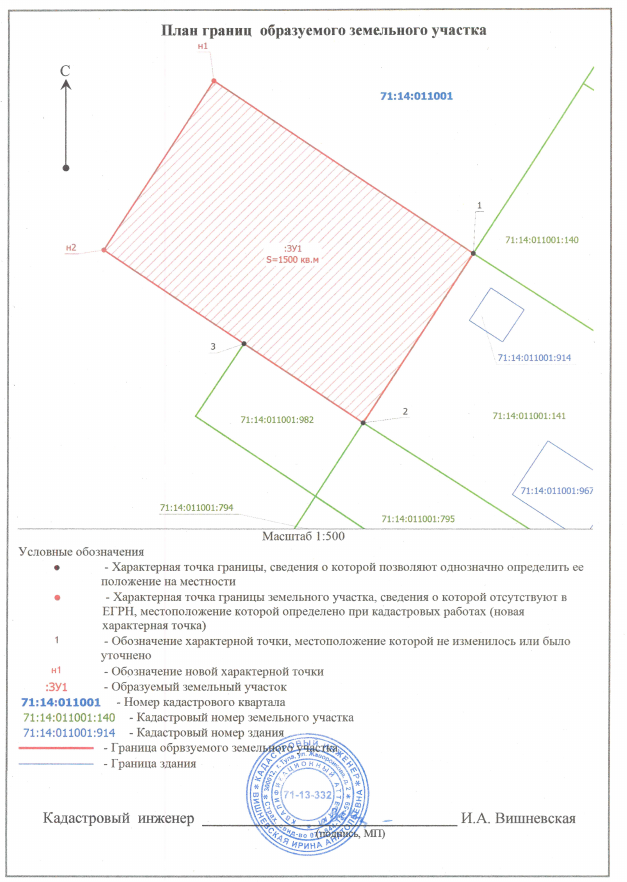 План границ образуемого земельного участка
н1
С
71:14:011001
1
71:14:011001:140
н2
:ЗУ1
S=1500 кв.м
3
71:14:011001:914
2
71:14:011001:982
71:14:011001:141
71:14:011001:967
71:14:011001:794
71:14:011001:795
Масштаб 1:500
Условные обозначения
- Характерная точка границы, сведения о которой позволяют однозначно определить ее
положение на местности
- Характерная точка границы земельного участка, сведения о которой отсутствуют в
ЕГРН, местоположение которой определено при кадастровых работах (новая
характерная точка)
1 - Обозначение характерной точки, местоположение которой не изменилось или было
уточнено
н1 - Обозначение новой характерной точки
:ЗУ1 - Образуемый земельный участок
71:14:011001 - Номер кадастрового квартала
71:14:011001:140 - Кадастровый номер земельного участка
71:14:011001:914 - Кадастровый номер здания
- Граница обрвзуемого земельного участка
- Граница здания
КАДАСТРОВЫЙ ИНЖЕНЕР
ВИШНЕВСКАЯ ИРИНА АНАТОЛЬЕВНА
71-13-332
Кадастровый инженер И.А. Вишневская
(подпись, МП)